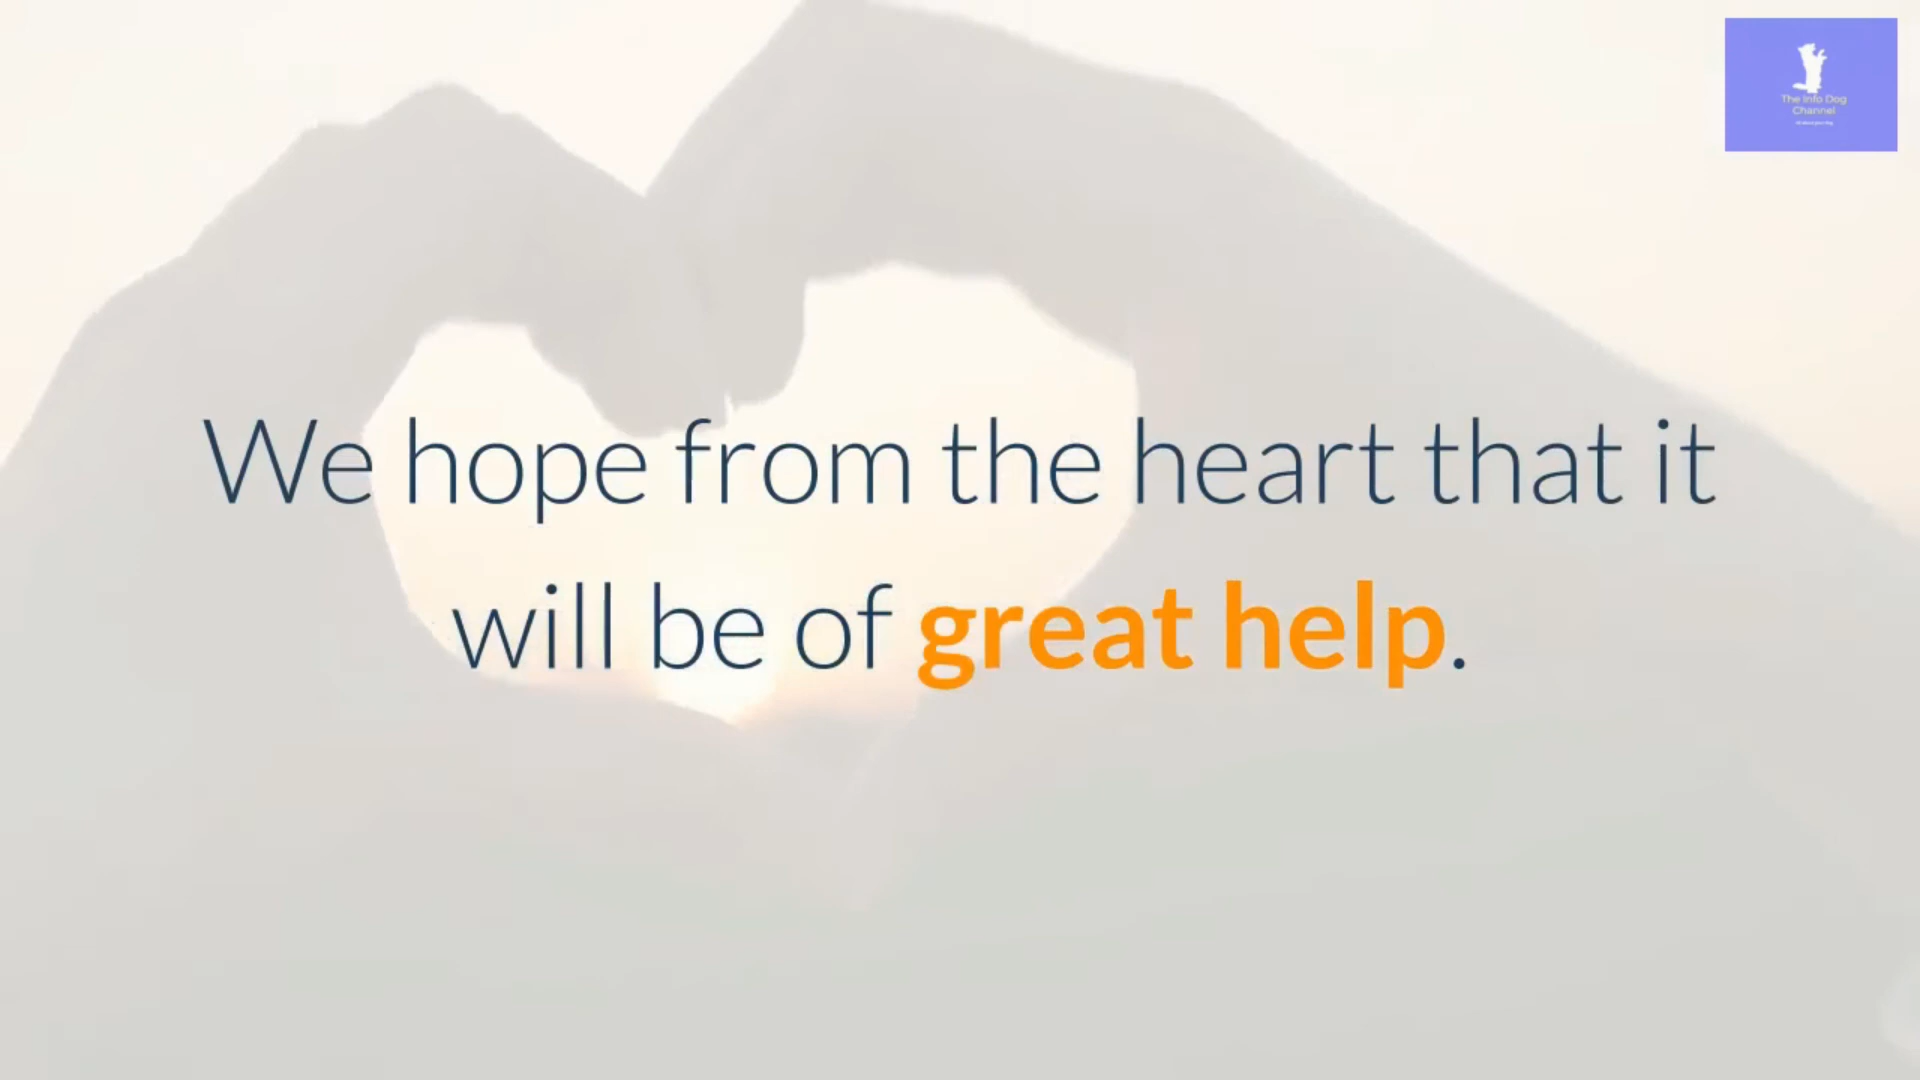 The Info Dog
Channel
We hope from the heart that it
will be of great help.